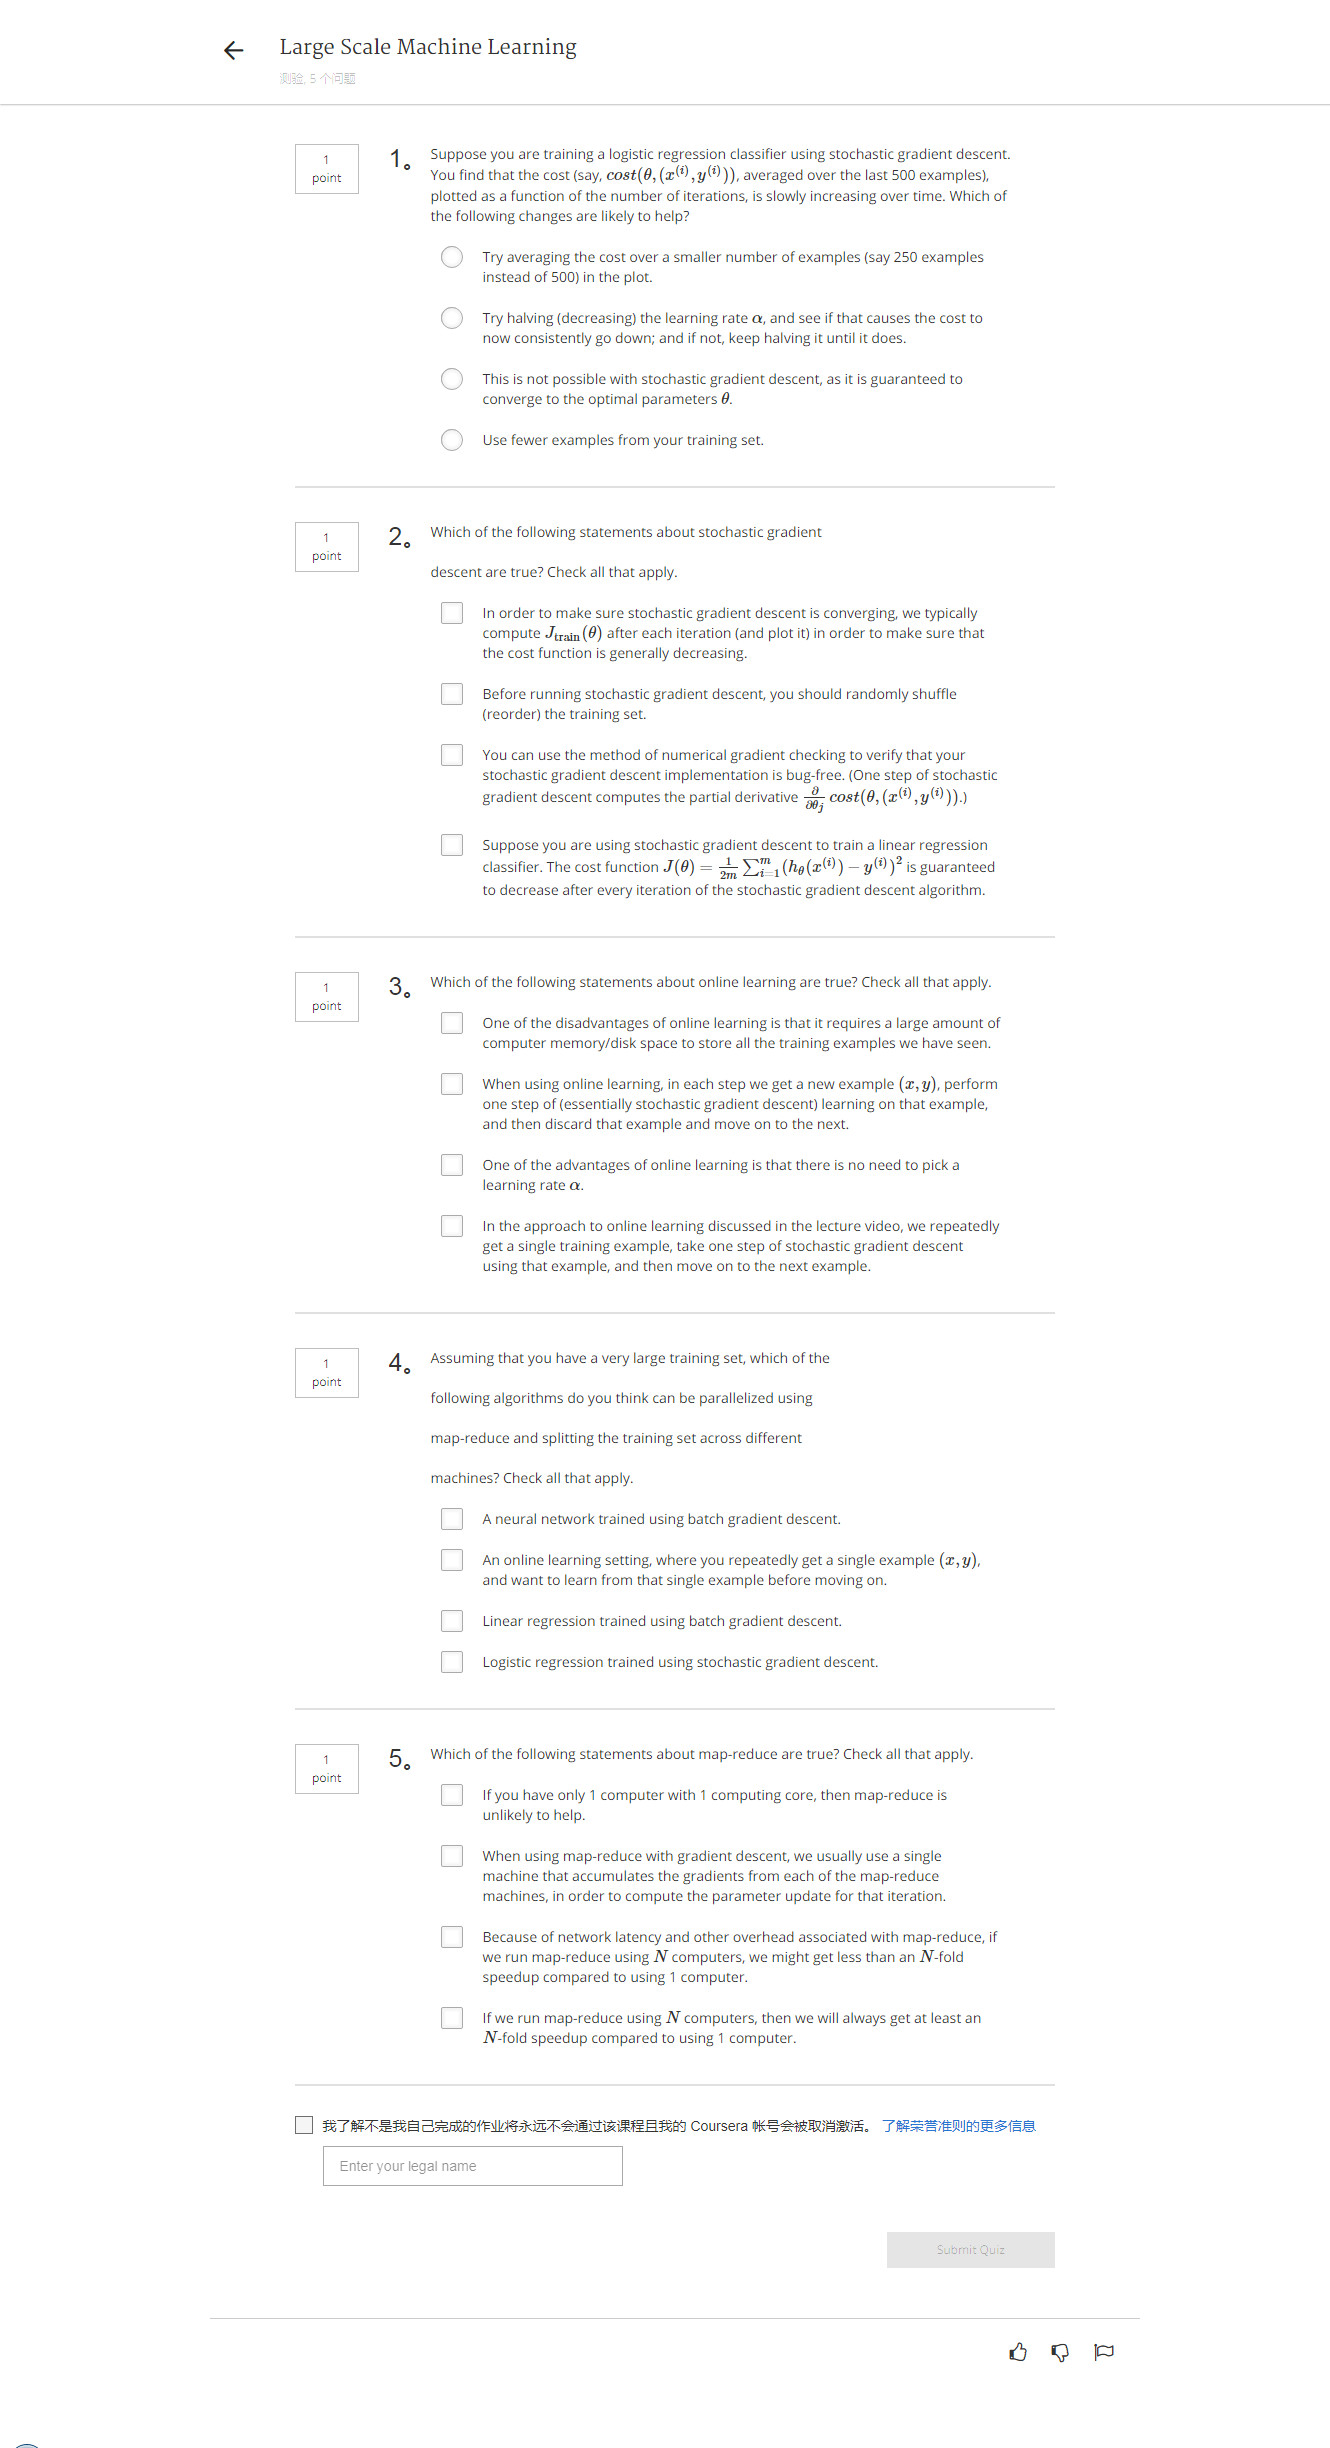 Large Scale Machine Learning
测验, 5 个问题
1
point
1。
Suppose you are training a logistic regression classifier using stochastic gradient descent.
You find that the cost (say, cost(θ, (x^(i), y^(i))), averaged over the last 500 examples),
plotted as a function of the number of iterations, is slowly increasing over time. Which of
the following changes are likely to help?
Try averaging the cost over a smaller number of examples (say 250 examples
instead of 500) in the plot.
Try halving (decreasing) the learning rate α, and see if that causes the cost to
now consistently go down; and if not, keep halving it until it does.
This is not possible with stochastic gradient descent, as it is guaranteed to
converge to the optimal parameters θ.
Use fewer examples from your training set.
1
point
2。
Which of the following statements about stochastic gradient
descent are true? Check all that apply.
In order to make sure stochastic gradient descent is converging, we typically
compute J_train(θ) after each iteration (and plot it) in order to make sure that
the cost function is generally decreasing.
Before running stochastic gradient descent, you should randomly shuffle
(reorder) the training set.
You can use the method of numerical gradient checking to verify that your
stochastic gradient descent implementation is bug-free. (One step of stochastic
gradient descent computes the partial derivative ∂/∂θ_j cost(θ, (x^(i), y^(i))).)
Suppose you are using stochastic gradient descent to train a linear regression
classifier. The cost function J(θ) = 1/2m ∑_{i=1}^m (h_θ(x^(i)) − y^(i))^2 is guaranteed
to decrease after every iteration of the stochastic gradient descent algorithm.
1
point
3。
Which of the following statements about online learning are true? Check all that apply.
One of the disadvantages of online learning is that it requires a large amount of
computer memory/disk space to store all the training examples we have seen.
When using online learning, in each step we get a new example (x, y), perform
one step of (essentially stochastic gradient descent) learning on that example,
and then discard that example and move on to the next.
One of the advantages of online learning is that there is no need to pick a
learning rate α.
In the approach to online learning discussed in the lecture video, we repeatedly
get a single training example, take one step of stochastic gradient descent
using that example, and then move on to the next example.
1
point
4。
Assuming that you have a very large training set, which of the
following algorithms do you think can be parallelized using
map-reduce and splitting the training set across different
machines? Check all that apply.
A neural network trained using batch gradient descent.
An online learning setting, where you repeatedly get a single example (x, y),
and want to learn from that single example before moving on.
Linear regression trained using batch gradient descent.
Logistic regression trained using stochastic gradient descent.
1
point
5。
Which of the following statements about map-reduce are true? Check all that apply.
If you have only 1 computer with 1 computing core, then map-reduce is
unlikely to help.
When using map-reduce with gradient descent, we usually use a single
machine that accumulates the gradients from each of the map-reduce
machines, in order to compute the parameter update for that iteration.
Because of network latency and other overhead associated with map-reduce, if
we run map-reduce using N computers, we might get less than an N-fold
speedup compared to using 1 computer.
If we run map-reduce using N computers, then we will always get at least an
N-fold speedup compared to using 1 computer.
我了解不是我自己完成的作业将永远不会通过该课程且我的 Coursera 帐号会被取消激活。 了解荣誉准则的更多信息
Enter your legal name
Submit Quiz